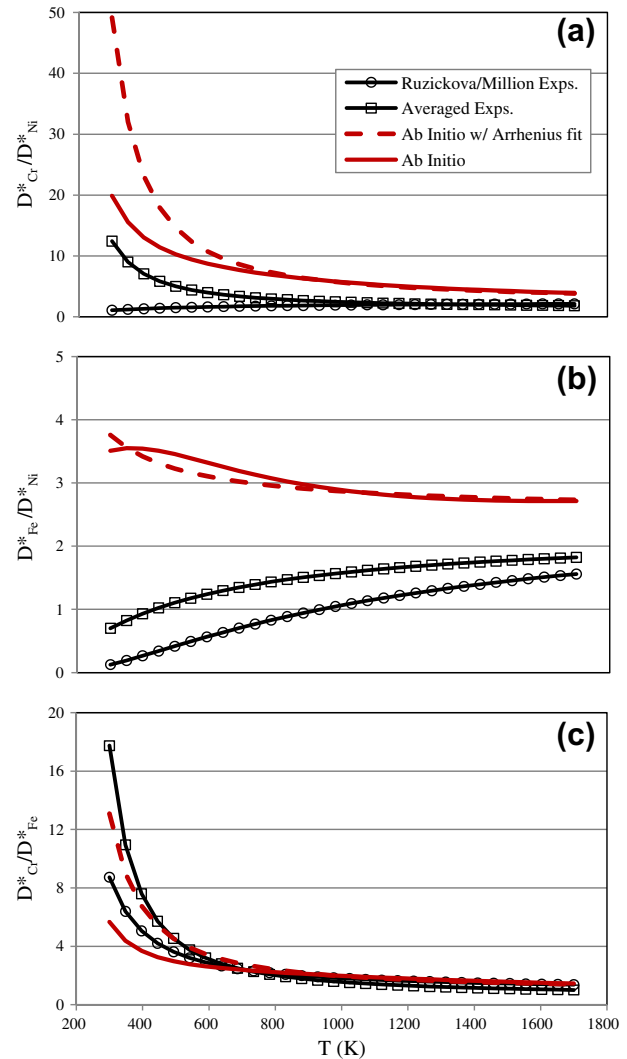 (a)
50
40
30
20
10
0
D*Cr/D*Ni
Ruzickova/Million Exps.
Averaged Exps.
Ab Initio w/ Arrhenius fit
Ab Initio
(b)
5
4
3
2
1
0
D*Fe/D*Ni
(c)
20
16
12
8
4
0
D*Cr/D*Fe
200 400 600 800 1000 1200 1400 1600 1800
T (K)